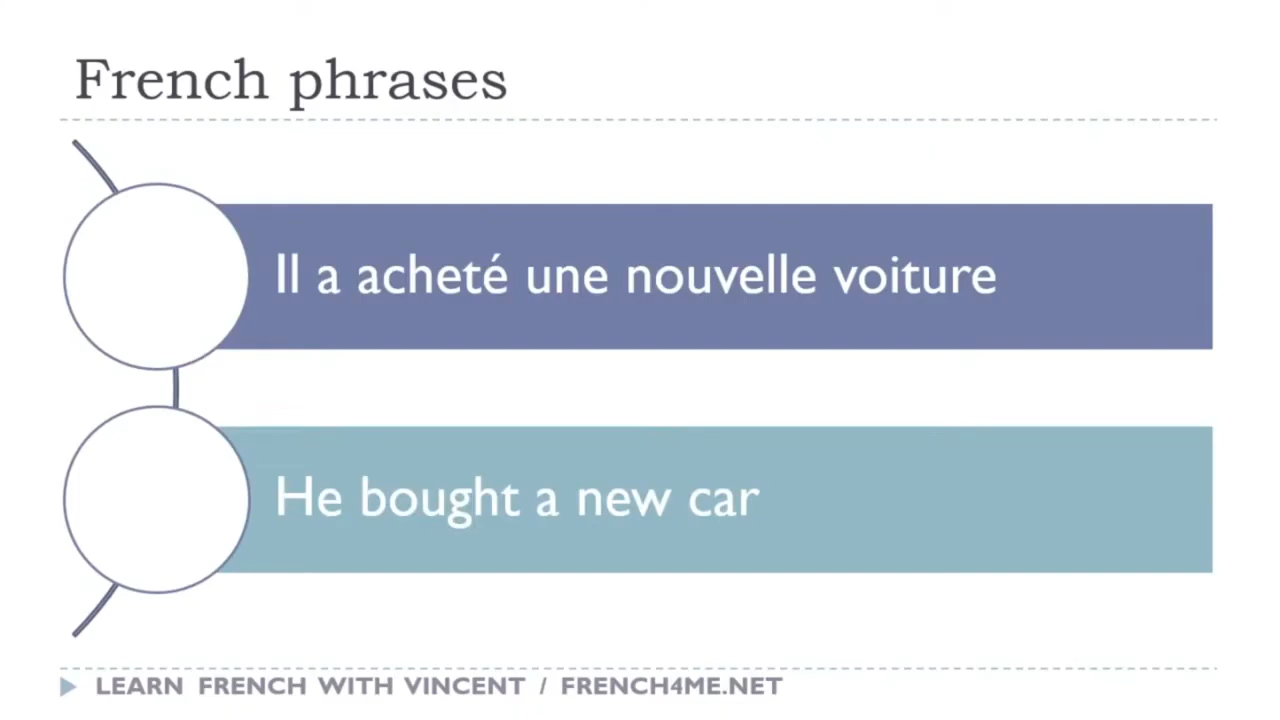 French phrases
Il a acheté une nouvelle voiture
He bought a new car
LEARN FRENCH WITH VINCENT / FRENCH4ME.NET